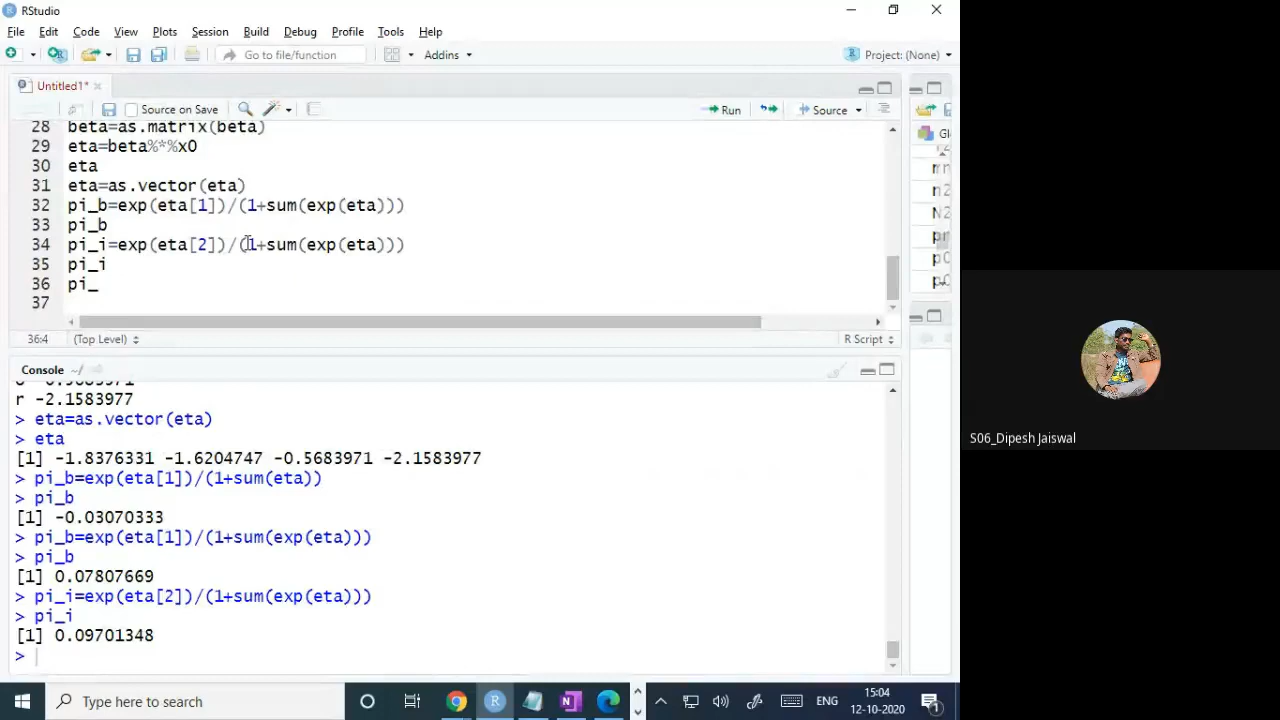 RStudio
File Edit Code View Plots Session Build Debug Profile Tools Help
Go to file/function Addins Project: (None)
Untitled1*
Source on Save Run Source
28 beta=as.matrix(beta)
29 eta=beta%*%x0
30 eta
31 eta=as.vector(eta)
32 pi_b=exp(eta[1])/(1+sum(exp(eta)))
33 pi_b
34 pi_i=exp(eta[2])/(1+sum(exp(eta)))
35 pi_i
36 pi_
37
36:4 (Top Level) R Script
Console ~/
r -2.1583977
> eta=as.vector(eta)
> eta
[1] -1.8376331 -1.6204747 -0.5683971 -2.1583977
> pi_b=exp(eta[1])/(1+sum(eta))
> pi_b
[1] -0.03070333
> pi_b=exp(eta[1])/(1+sum(exp(eta)))
> pi_b
[1] 0.07807669
> pi_i=exp(eta[2])/(1+sum(exp(eta)))
> pi_i
[1] 0.09701348
>
S06_Dipesh Jaiswal
Type here to search
ENG
15:04
12-10-2020